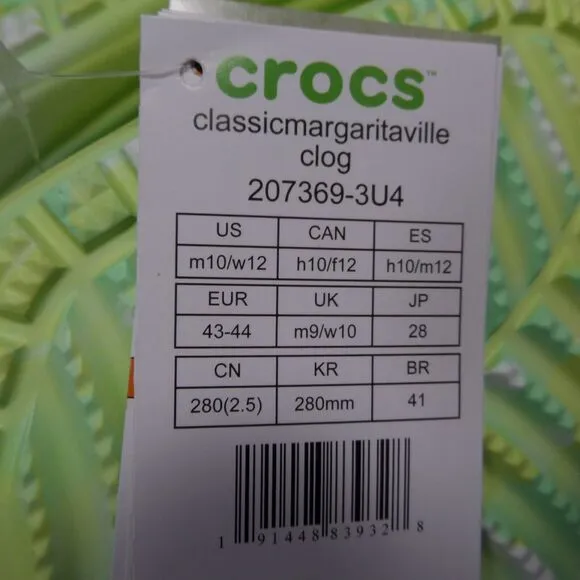 crocs™
classicmargaritaville
clog
207369-3U4
US CAN ES
m10/w12 h10/f12 h10/m12
EUR UK JP
43-44 m9/w10 28
CN KR BR
280(2.5) 280mm 41
1 91448 83932 8